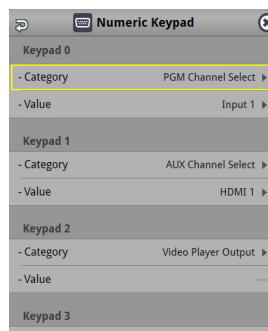 Numeric Keypad
Keypad 0
- Category PGM Channel Select
- Value Input 1
Keypad 1
- Category AUX Channel Select
- Value HDMI 1
Keypad 2
- Category Video Player Output
- Value ---
Keypad 3